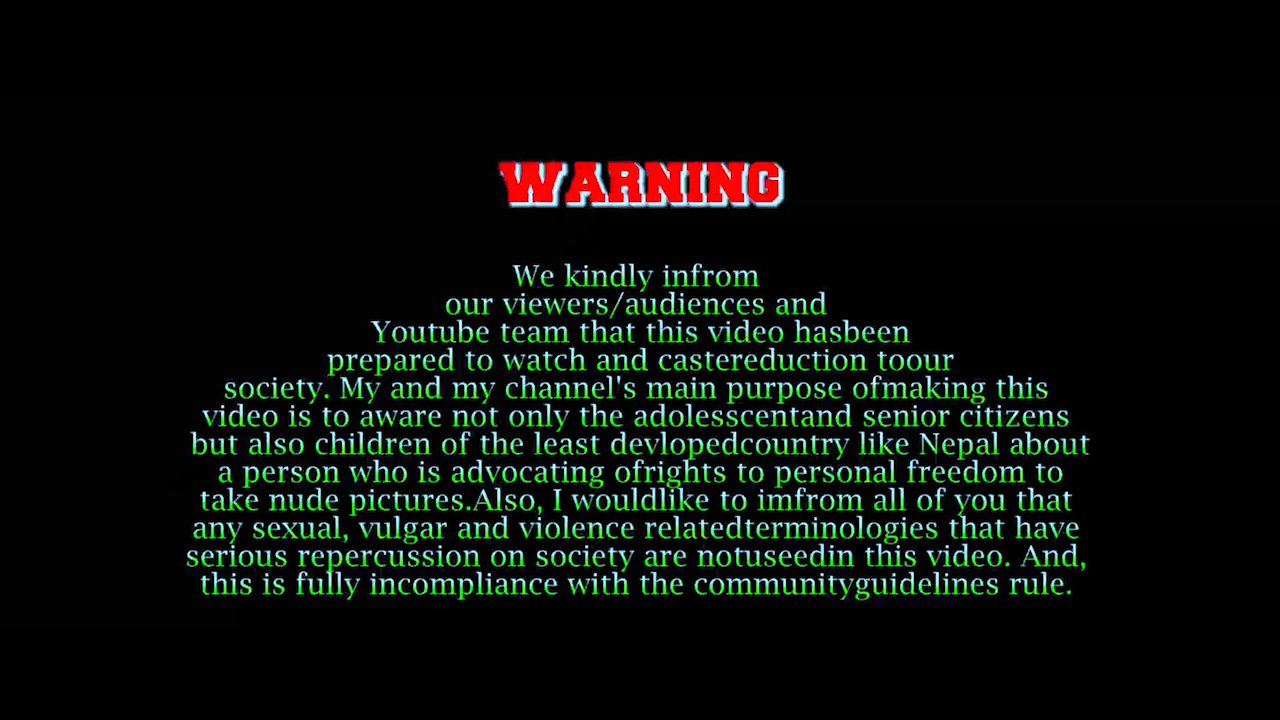 WARNING
We kindly infrom
our viewers/audiences and
Youtube team that this video hasbeen
prepared to watch and castereduction toour
society. My and my channel's main purpose ofmaking this
video is to aware not only the adolesscentand senior citizens
but also children of the least devlopedcountry like Nepal about
a person who is advocating ofrights to personal freedom to
take nude pictures.Also, I wouldlike to imfrom all of you that
any sexual, vulgar and violence relatedterminologies that have
serious repercussion on society are notusedin this video. And,
this is fully incompliance with the communityguidelines rule.